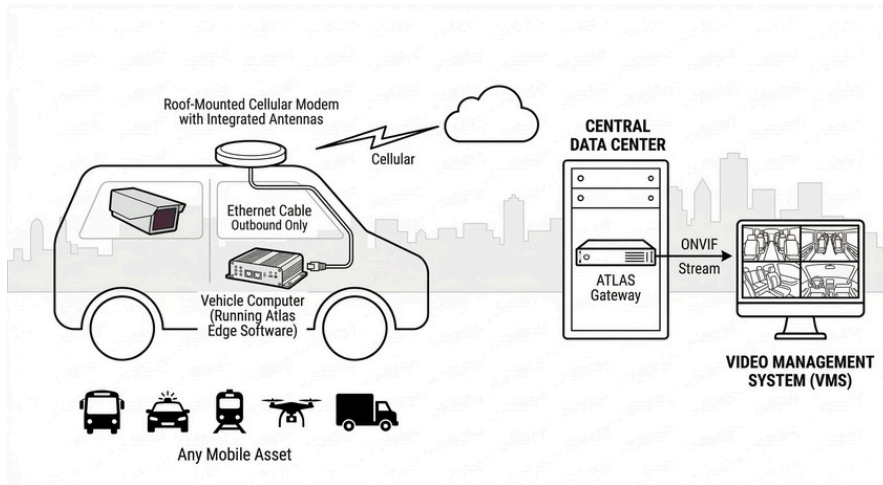 Roof-Mounted Cellular Modem
with Integrated Antennas
Cellular
Ethernet Cable
Outbound Only
Vehicle Computer
(Running Atlas
Edge Software)
Any Mobile Asset
CENTRAL
DATA CENTER
ATLAS
Gateway
ONVIF
Stream
VIDEO MANAGEMENT
SYSTEM (VMS)